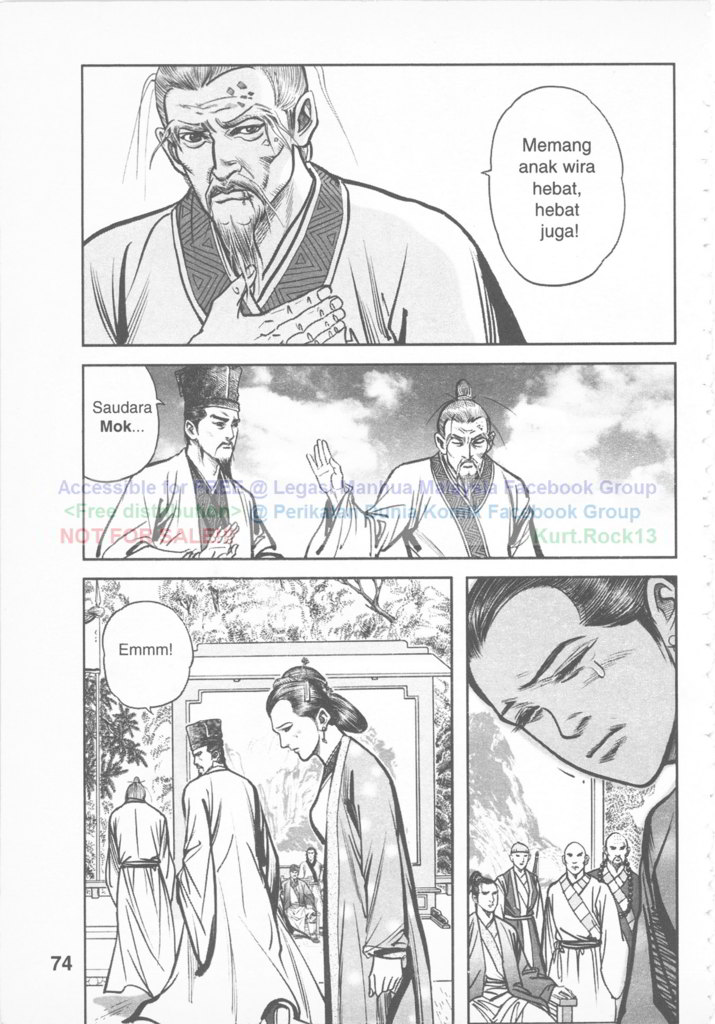 Memang
anak wira
hebat,
hebat
juga!
Saudara
Mok...
Accessible for FREE @ Legasi Manhua Malaysia Facebook Group
<Free distribution> @ Perikatan Dunia Komik Facebook Group
NOT FOR SALE!!! Kurt.Rock13
Emmm!
74